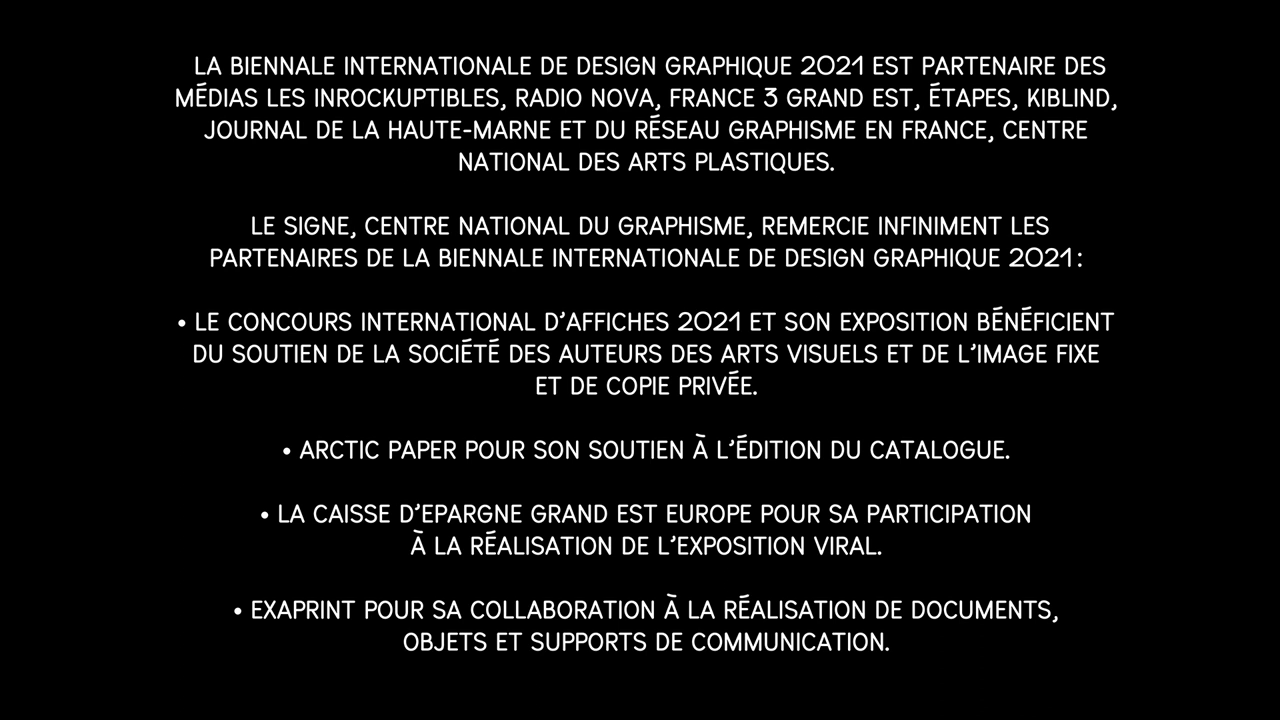 LA BIENNALE INTERNATIONALE DE DESIGN GRAPHIQUE 2021 EST PARTENAIRE DES
MÉDIAS LES INROCKUPTIBLES, RADIO NOVA, FRANCE 3 GRAND EST, ÉTAPES, KIBLIND,
JOURNAL DE LA HAUTE-MARNE ET DU RÉSEAU GRAPHISME EN FRANCE, CENTRE
NATIONAL DES ARTS PLASTIQUES.
LE SIGNE, CENTRE NATIONAL DU GRAPHISME, REMERCIE INFINIMENT LES
PARTENAIRES DE LA BIENNALE INTERNATIONALE DE DESIGN GRAPHIQUE 2021:
• LE CONCOURS INTERNATIONAL D'AFFICHES 2021 ET SON EXPOSITION BÉNÉFICIENT
DU SOUTIEN DE LA SOCIÉTÉ DES AUTEURS DES ARTS VISUELS ET DE L'IMAGE FIXE
ET DE COPIE PRIVÉE.
• ARCTIC PAPER POUR SON SOUTIEN À L'ÉDITION DU CATALOGUE.
• LA CAISSE D'EPARGNE GRAND EST EUROPE POUR SA PARTICIPATION
À LA RÉALISATION DE L'EXPOSITION VIRAL.
• EXAPRINT POUR SA COLLABORATION À LA RÉALISATION DE DOCUMENTS,
OBJETS ET SUPPORTS DE COMMUNICATION.